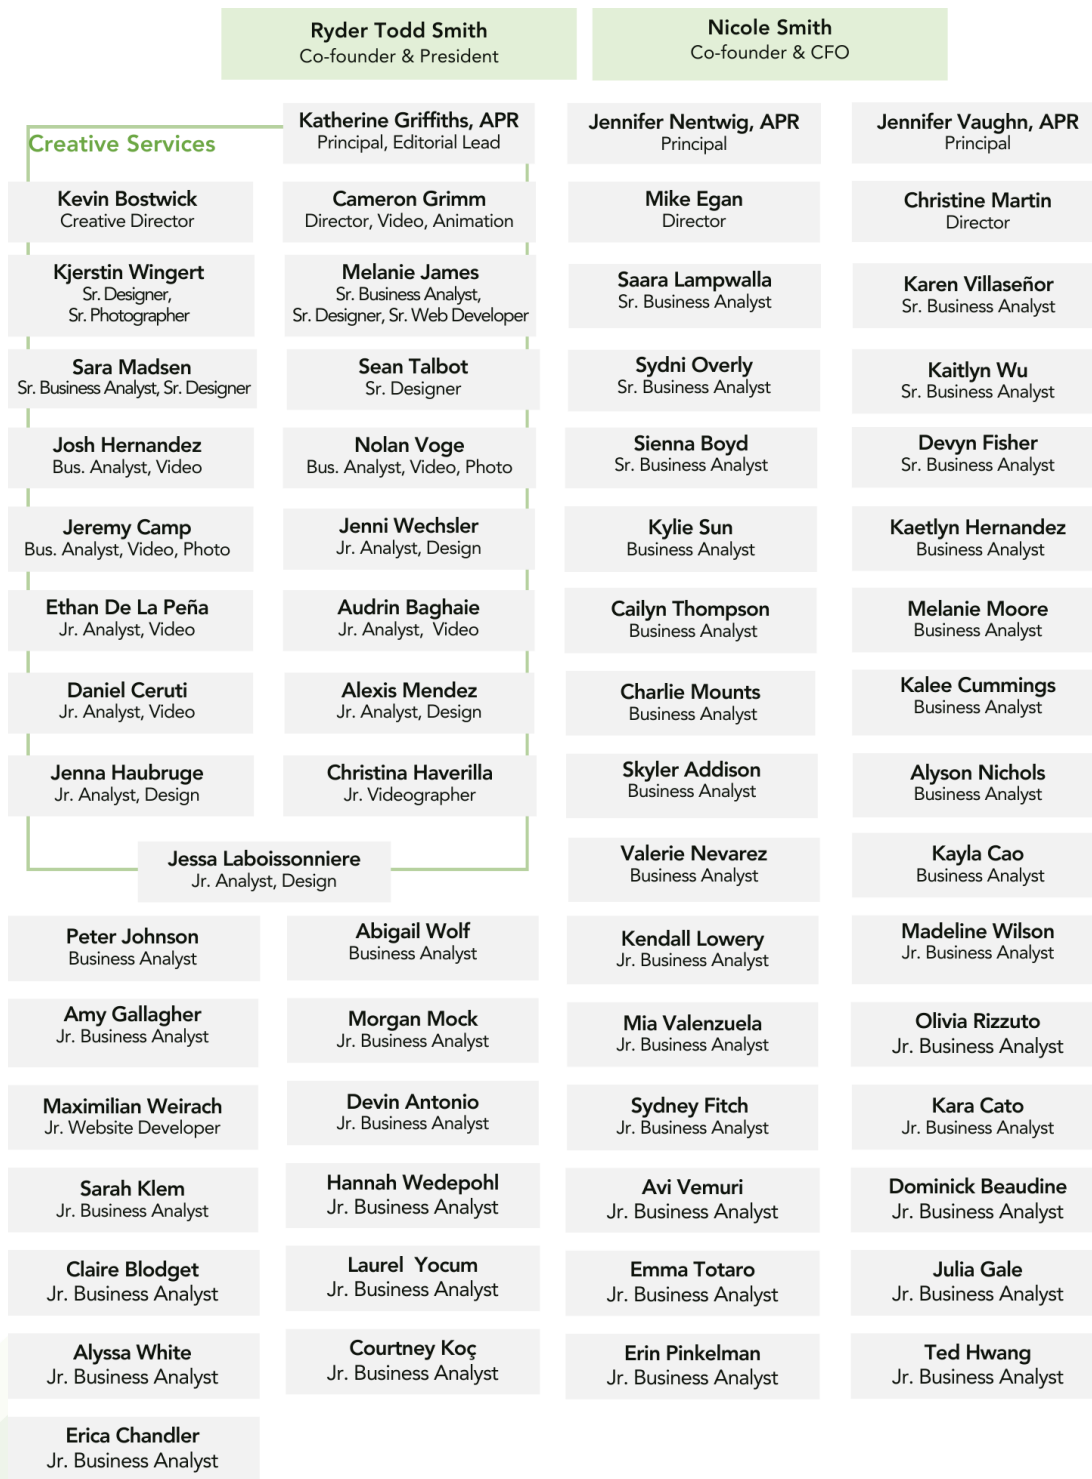 Ryder Todd Smith
Co-founder & President
Nicole Smith
Co-founder & CFO
Creative Services
Katherine Griffiths, APR
Principal, Editorial Lead
Jennifer Nentwig, APR
Principal
Jennifer Vaughn, APR
Principal
Kevin Bostwick
Creative Director
Cameron Grimm
Director, Video, Animation
Mike Egan
Director
Christine Martin
Director
Kjerstin Wingert
Sr. Designer,
Sr. Photographer
Melanie James
Sr. Business Analyst,
Sr. Designer, Sr. Web Developer
Saara Lampwalla
Sr. Business Analyst
Karen Villaseñor
Sr. Business Analyst
Sara Madsen
Sr. Business Analyst, Sr. Designer
Sean Talbot
Sr. Designer
Sydni Overly
Sr. Business Analyst
Kaitlyn Wu
Sr. Business Analyst
Josh Hernandez
Bus. Analyst, Video
Nolan Voge
Bus. Analyst, Video, Photo
Sienna Boyd
Sr. Business Analyst
Devyn Fisher
Sr. Business Analyst
Jeremy Camp
Bus. Analyst, Video, Photo
Jenni Wechsler
Jr. Analyst, Design
Kylie Sun
Business Analyst
Kaetlyn Hernandez
Business Analyst
Ethan De La Peña
Jr. Analyst, Video
Audrin Baghaie
Jr. Analyst, Video
Cailyn Thompson
Business Analyst
Melanie Moore
Business Analyst
Daniel Ceruti
Jr. Analyst, Video
Alexis Mendez
Jr. Analyst, Design
Charlie Mounts
Business Analyst
Kalee Cummings
Business Analyst
Jenna Haubruge
Jr. Analyst, Design
Christina Haverilla
Jr. Videographer
Skyler Addison
Business Analyst
Alyson Nichols
Business Analyst
Jessa Laboissonniere
Jr. Analyst, Design
Valerie Nevarez
Business Analyst
Kayla Cao
Business Analyst
Peter Johnson
Business Analyst
Abigail Wolf
Business Analyst
Kendall Lowery
Jr. Business Analyst
Madeline Wilson
Jr. Business Analyst
Amy Gallagher
Jr. Business Analyst
Morgan Mock
Jr. Business Analyst
Mia Valenzuela
Jr. Business Analyst
Olivia Rizzuto
Jr. Business Analyst
Maximilian Weirach
Jr. Website Developer
Devin Antonio
Jr. Business Analyst
Sydney Fitch
Jr. Business Analyst
Kara Cato
Jr. Business Analyst
Sarah Klem
Jr. Business Analyst
Hannah Wedepohl
Jr. Business Analyst
Avi Vemuri
Jr. Business Analyst
Dominick Beaudine
Jr. Business Analyst
Claire Blodget
Jr. Business Analyst
Laurel Yocum
Jr. Business Analyst
Emma Totaro
Jr. Business Analyst
Julia Gale
Jr. Business Analyst
Alyssa White
Jr. Business Analyst
Courtney Koç
Jr. Business Analyst
Erin Pinkelman
Jr. Business Analyst
Ted Hwang
Jr. Business Analyst
Erica Chandler
Jr. Business Analyst